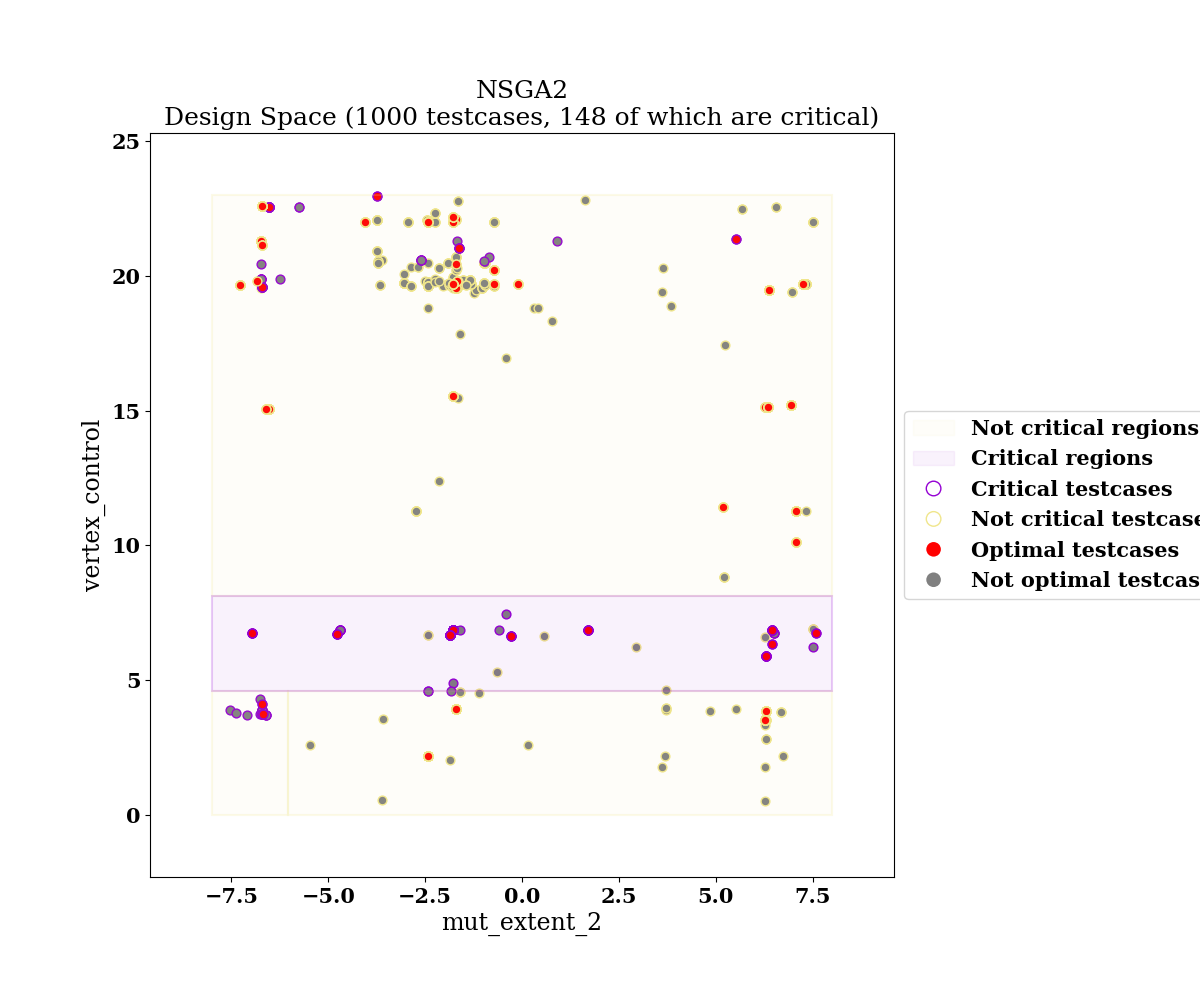 NSGA2
Design Space (1000 testcases, 148 of which are critical)
25
20
15
10
5
0
vertex_control
−7.5
−5.0
−2.5
0.0
2.5
5.0
7.5
mut_extent_2
Not critical regions
Critical regions
Critical testcases
Not critical testcase
Optimal testcases
Not optimal testcas